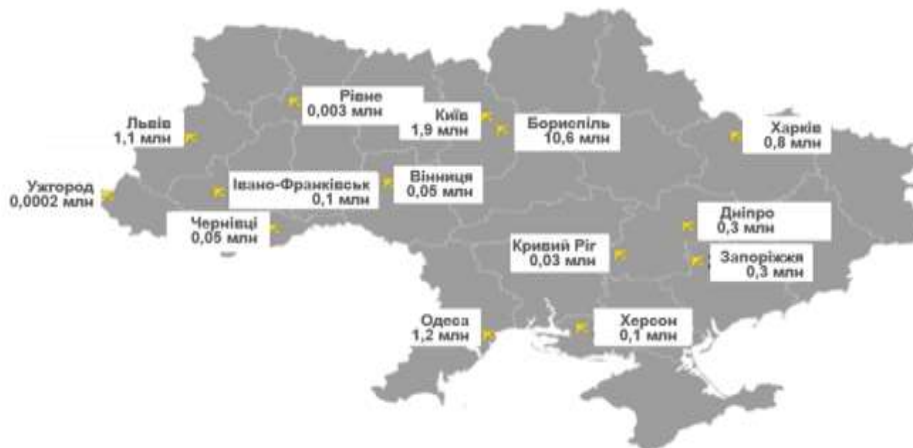 Рівне
0,003 млн
Київ
1,9 млн
Бориспіль
10,6 млн
Львів
1,1 млн
Харків
0,8 млн
Ужгород
0,0002 млн
Івано-Франківськ
0,1 млн
Вінниця
0,05 млн
Чернівці
0,05 млн
Дніпро
0,3 млн
Кривий Ріг
0,03 млн
Запоріжжя
0,3 млн
Одеса
1,2 млн
Херсон
0,1 млн